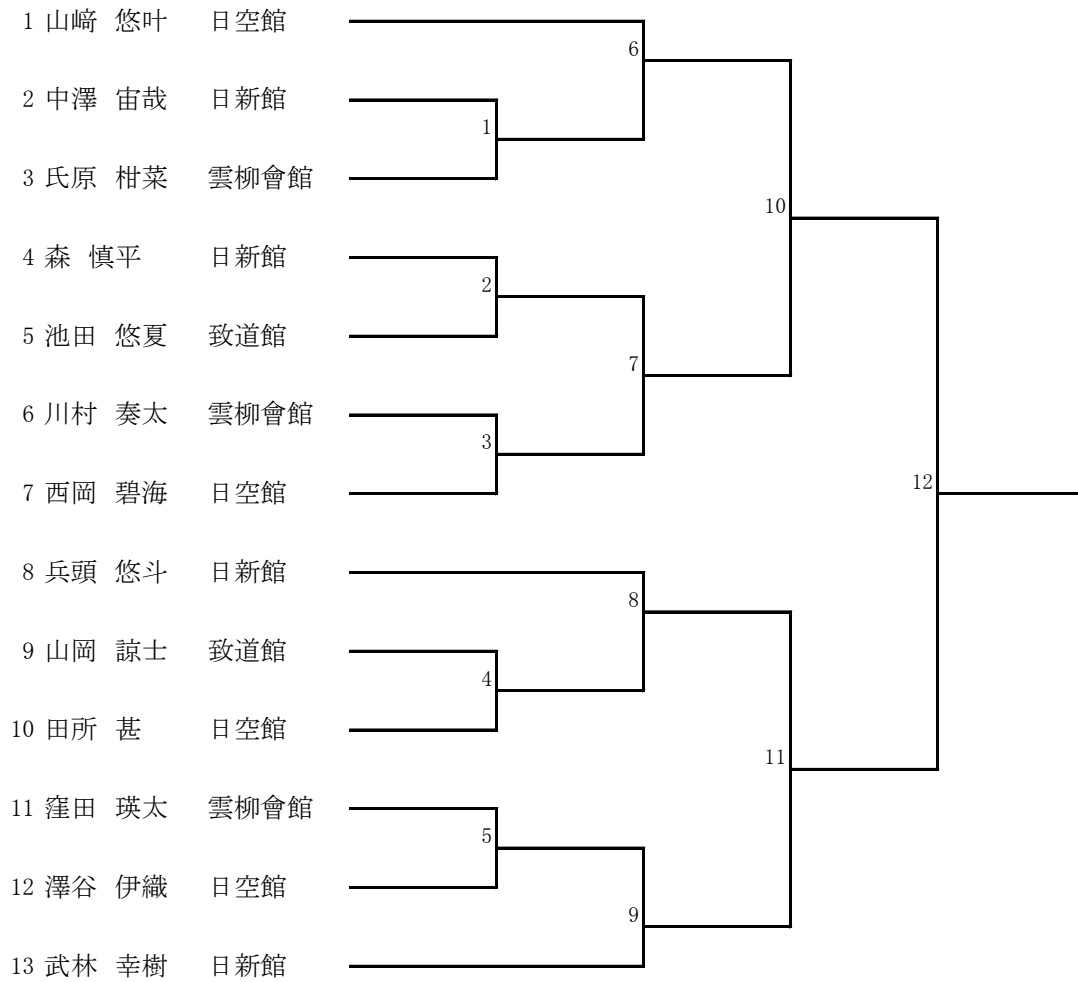 1 山﨑 悠叶 日空館
6
2 中澤 宙哉 日新館
1
3 氏原 柑菜 雲柳會館
10
4 森 慎平 日新館
2
5 池田 悠夏 致道館
7
6 川村 奏太 雲柳會館
3
12
7 西岡 碧海 日空館
8 兵頭 悠斗 日新館
8
9 山岡 諒士 致道館
4
10 田所 甚 日空館
11
11 窪田 瑛太 雲柳會館
5
12 澤谷 伊織 日空館
9
13 武林 幸樹 日新館